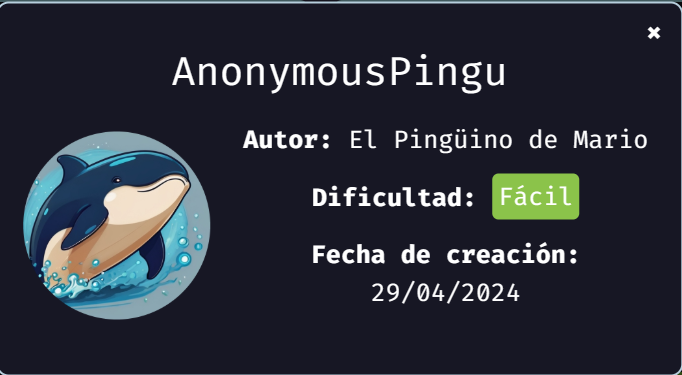 ✖
AnonymousPingu
Autor: El Pingüino de Mario
Dificultad: Fácil
Fecha de creación:
29/04/2024